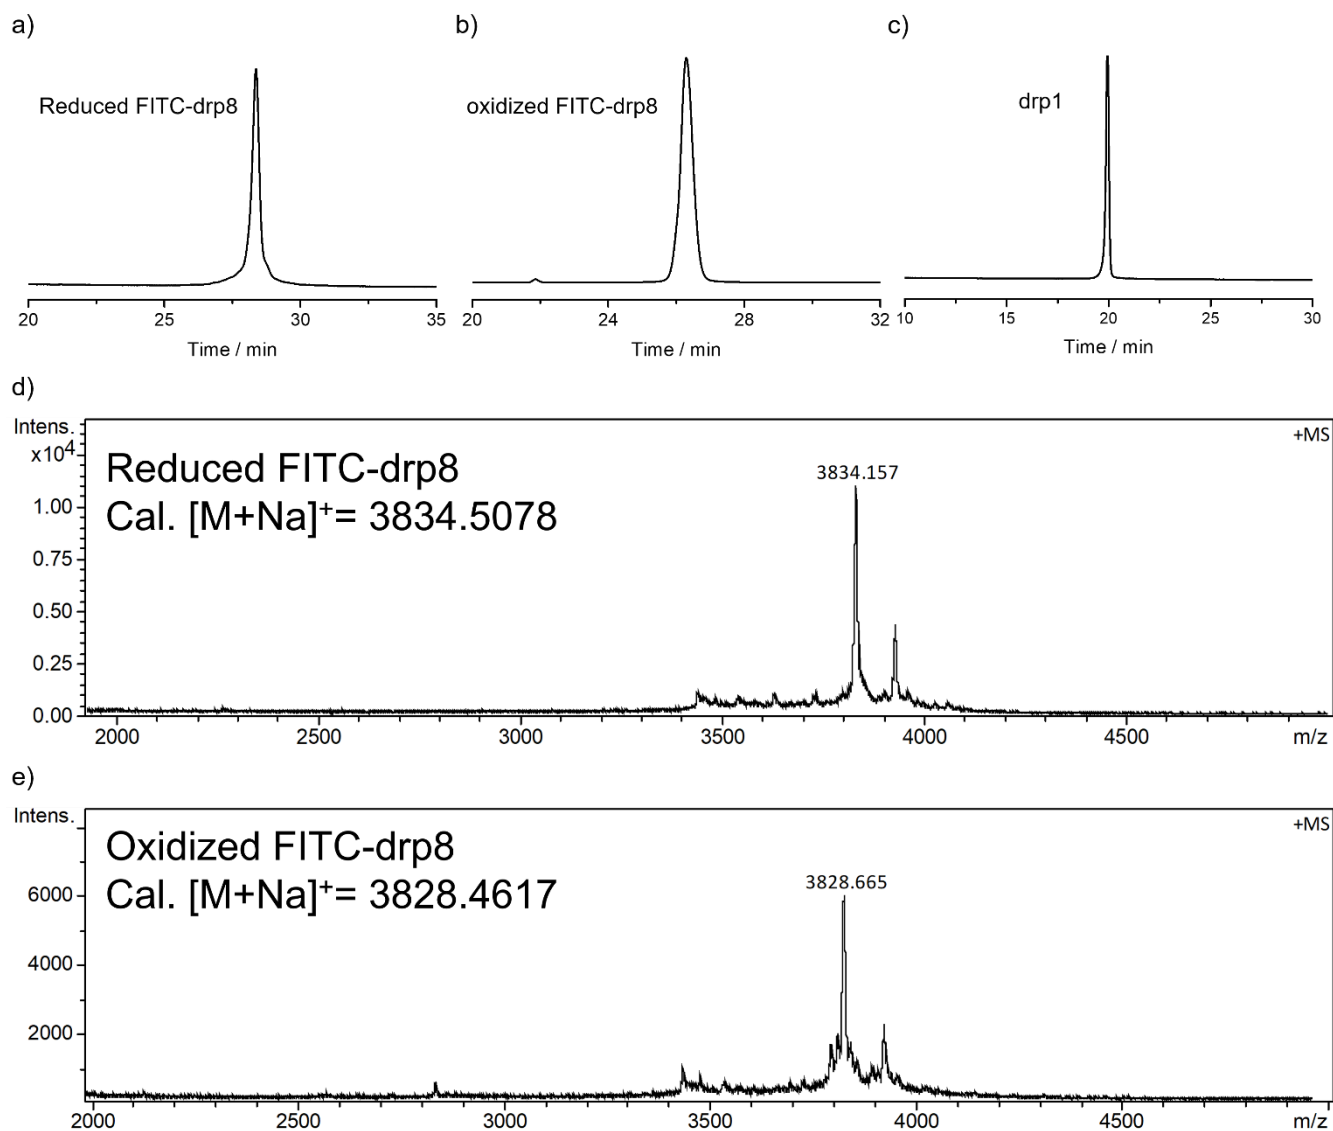 a)
Reduced FITC-drp8
20 25 30 35
Time / min
b)
oxidized FITC-drp8
20 24 28 32
Time / min
c)
drp1
10 15 20 25 30
Time / min
d)
Intens.
x10⁴
+MS
Reduced FITC-drp8
Cal. [M+Na]⁺= 3834.5078
3834.157
1.00
0.75
0.50
0.25
0.00
2000 2500 3000 3500 4000 4500 m/z
e)
Intens.
+MS
Oxidized FITC-drp8
Cal. [M+Na]⁺= 3828.4617
3828.665
6000
4000
2000
2000 2500 3000 3500 4000 4500 m/z